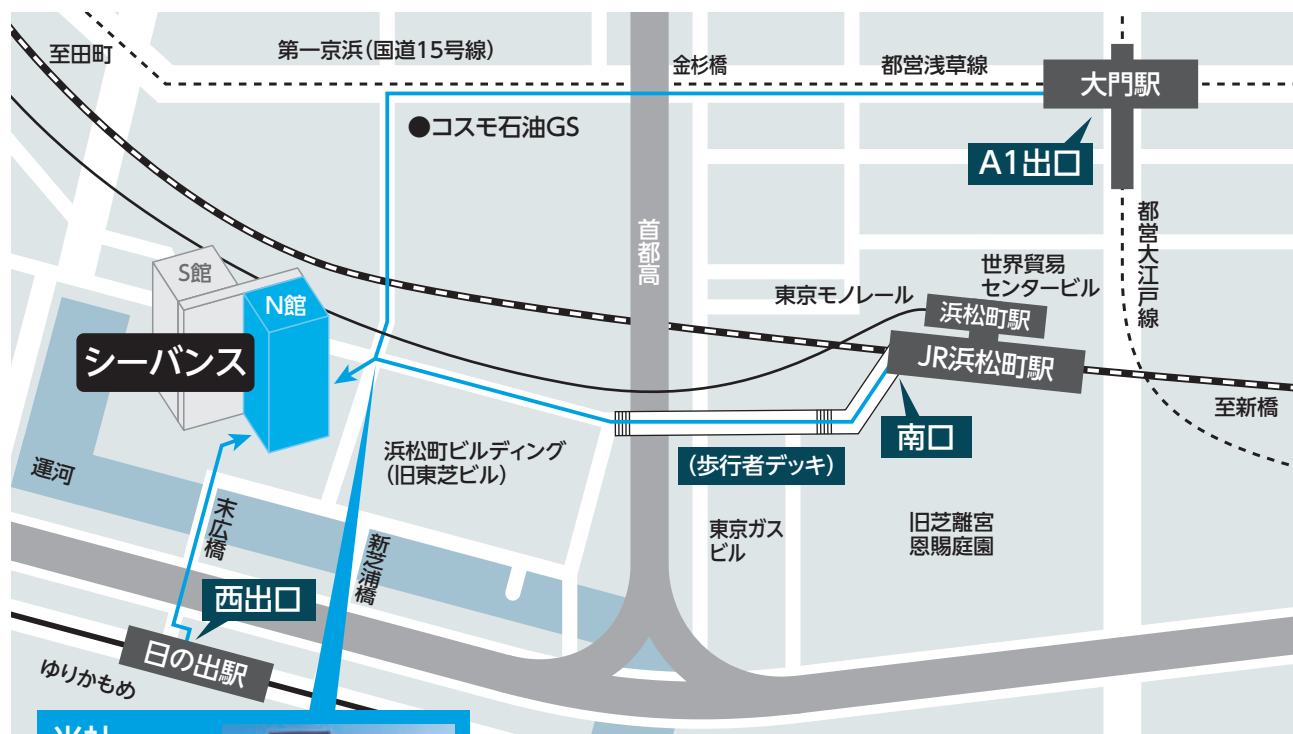 至田町
第一京浜(国道15号線)
金杉橋
都営浅草線
大門駅
●コスモ石油GS
A1出口
都営大江戸線
首都高
世界貿易
センタービル
東京モノレール
浜松町駅
JR浜松町駅
至新橋
南口
S館
N館
シーバンス
浜松町ビルディング
(旧東芝ビル)
(歩行者デッキ)
運河
末広橋
新芝浦橋
東京ガス
ビル
旧芝離宮
恩賜庭園
西出口
日の出駅
ゆりかもめ